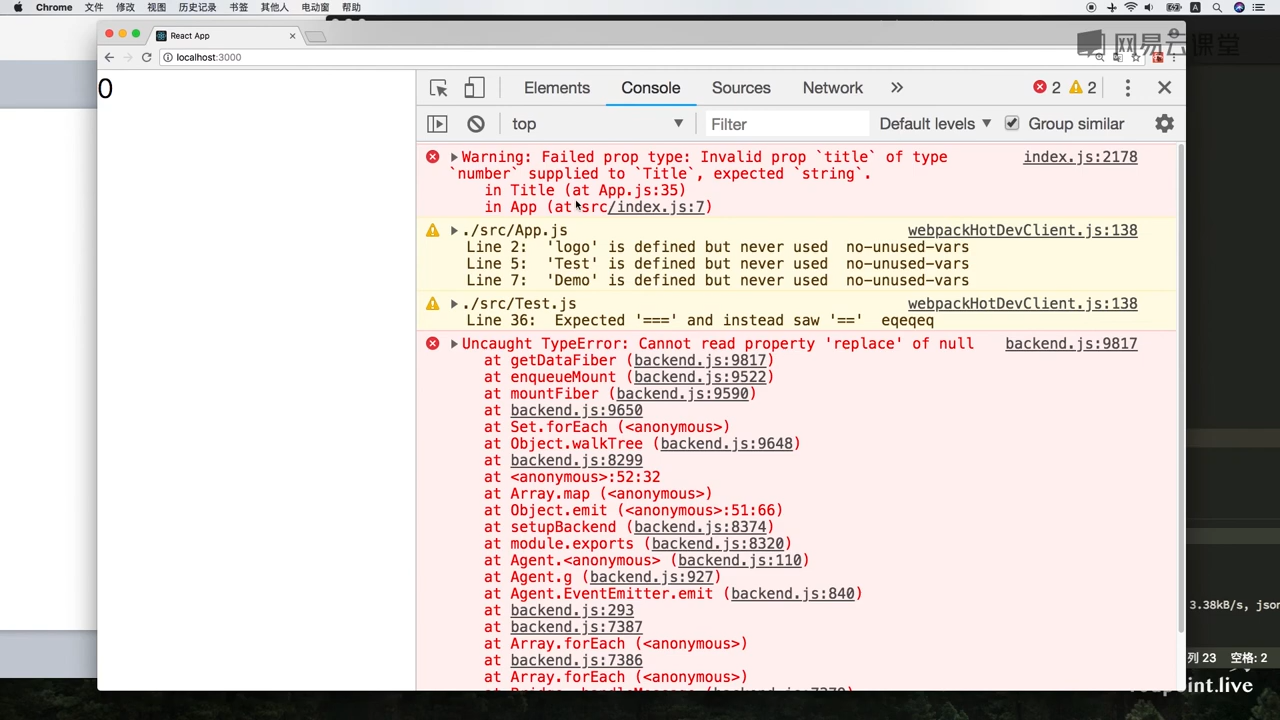 Chrome 文件 修改 视图 历史记录 书签 其他人 电动窗 帮助
React App
网易云课堂
localhost:3000
0
Elements Console Sources Network 2 2
top Filter Default levels Group similar
Warning: Failed prop type: Invalid prop `title` of type index.js:2178
`number` supplied to `Title`, expected `string`.
in Title (at App.js:35)
in App (at src/index.js:7)
./src/App.js webpackHotDevClient.js:138
Line 2: 'logo' is defined but never used no-unused-vars
Line 5: 'Test' is defined but never used no-unused-vars
Line 7: 'Demo' is defined but never used no-unused-vars
./src/Test.js webpackHotDevClient.js:138
Line 36: Expected '===' and instead saw '==' eqeqeq
Uncaught TypeError: Cannot read property 'replace' of null backend.js:9817
at getDataFiber (backend.js:9817)
at enqueueMount (backend.js:9522)
at mountFiber (backend.js:9590)
at backend.js:9650
at Set.forEach (<anonymous>)
at Object.walkTree (backend.js:9648)
at backend.js:8299
at <anonymous>:52:32
at Array.map (<anonymous>)
at Object.emit (<anonymous>:51:66)
at setupBackend (backend.js:8374)
at module.exports (backend.js:8320)
at Agent.<anonymous> (backend.js:110)
at Agent.g (backend.js:927)
at Agent.EventEmitter.emit (backend.js:840)
at backend.js:293
at backend.js:7387
at Array.forEach (<anonymous>)
at backend.js:7386
at Array.forEach (<anonymous>)
3.38kB/s, json
列 23 空格: 2
redpoint.live